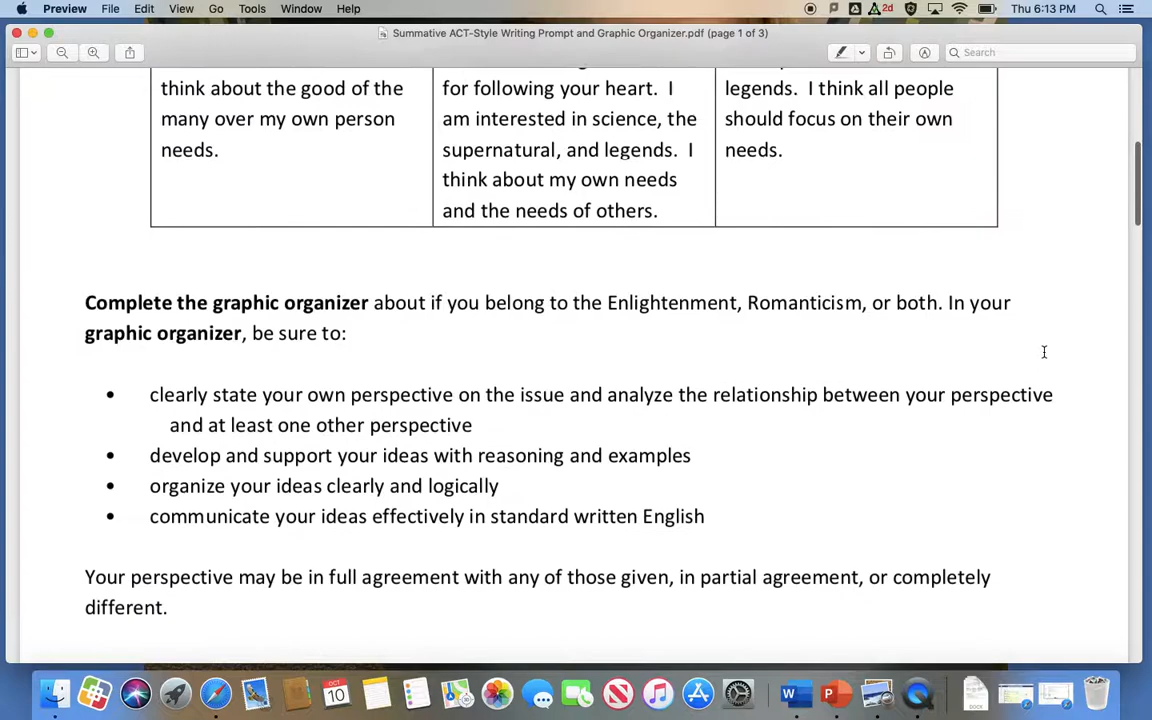 Preview File Edit View Go Tools Window Help 2d Thu 6:13 PM
Summative ACT-Style Writing Prompt and Graphic Organizer.pdf (page 1 of 3)
Search
think about the good of the
many over my own person
needs.
for following your heart. I
am interested in science, the
supernatural, and legends. I
think about my own needs
and the needs of others.
legends. I think all people
should focus on their own
needs.
Complete the graphic organizer about if you belong to the Enlightenment, Romanticism, or both. In your
graphic organizer, be sure to:
• clearly state your own perspective on the issue and analyze the relationship between your perspective
and at least one other perspective
• develop and support your ideas with reasoning and examples
• organize your ideas clearly and logically
• communicate your ideas effectively in standard written English
Your perspective may be in full agreement with any of those given, in partial agreement, or completely
different.
OCT
10